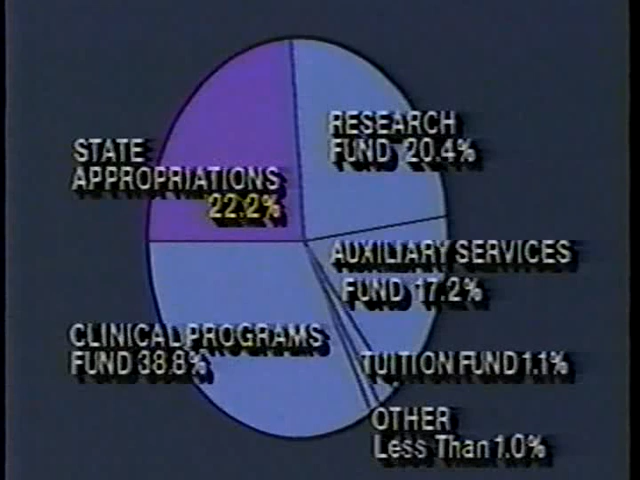 RESEARCH
FUND 20.4%
STATE
APPROPRIATIONS
22.2%
AUXILIARY SERVICES
FUND 17.2%
CLINICAL PROGRAMS
FUND 38.8%
TUITION FUND 1.1%
OTHER
Less Than 1.0%